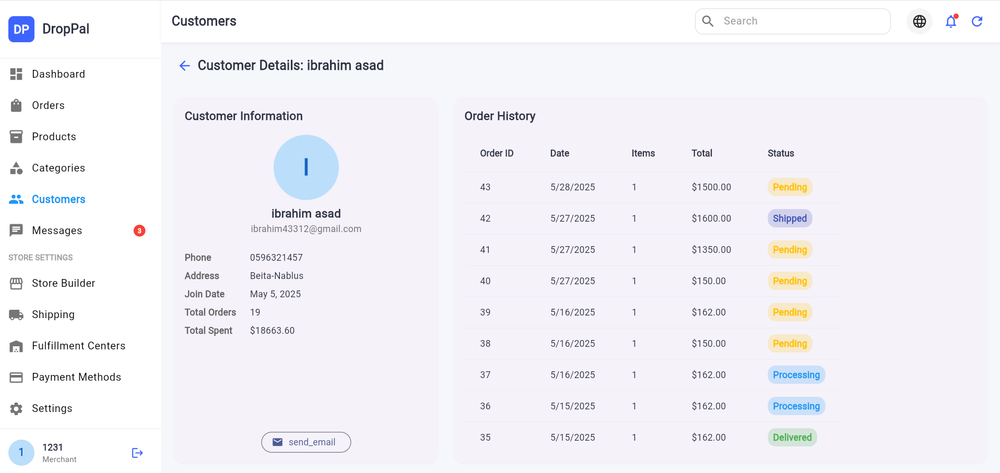 DP DropPal
Dashboard
Orders
Products
Categories
Customers
Messages 3
STORE SETTINGS
Store Builder
Shipping
Fulfillment Centers
Payment Methods
Settings
1 1231
Merchant
Customers
Search
Customer Details: ibrahim asad
Customer Information
I
ibrahim asad
ibrahim43312@gmail.com
Phone 0596321457
Address Beita-Nablus
Join Date May 5, 2025
Total Orders 19
Total Spent $18663.60
send_email
Order History
Order ID Date Items Total Status
43 5/28/2025 1 $1500.00 Pending
42 5/27/2025 1 $1600.00 Shipped
41 5/27/2025 1 $1350.00 Pending
40 5/27/2025 1 $150.00 Pending
39 5/16/2025 1 $162.00 Pending
38 5/16/2025 1 $150.00 Pending
37 5/16/2025 1 $162.00 Processing
36 5/15/2025 1 $162.00 Processing
35 5/15/2025 1 $162.00 Delivered